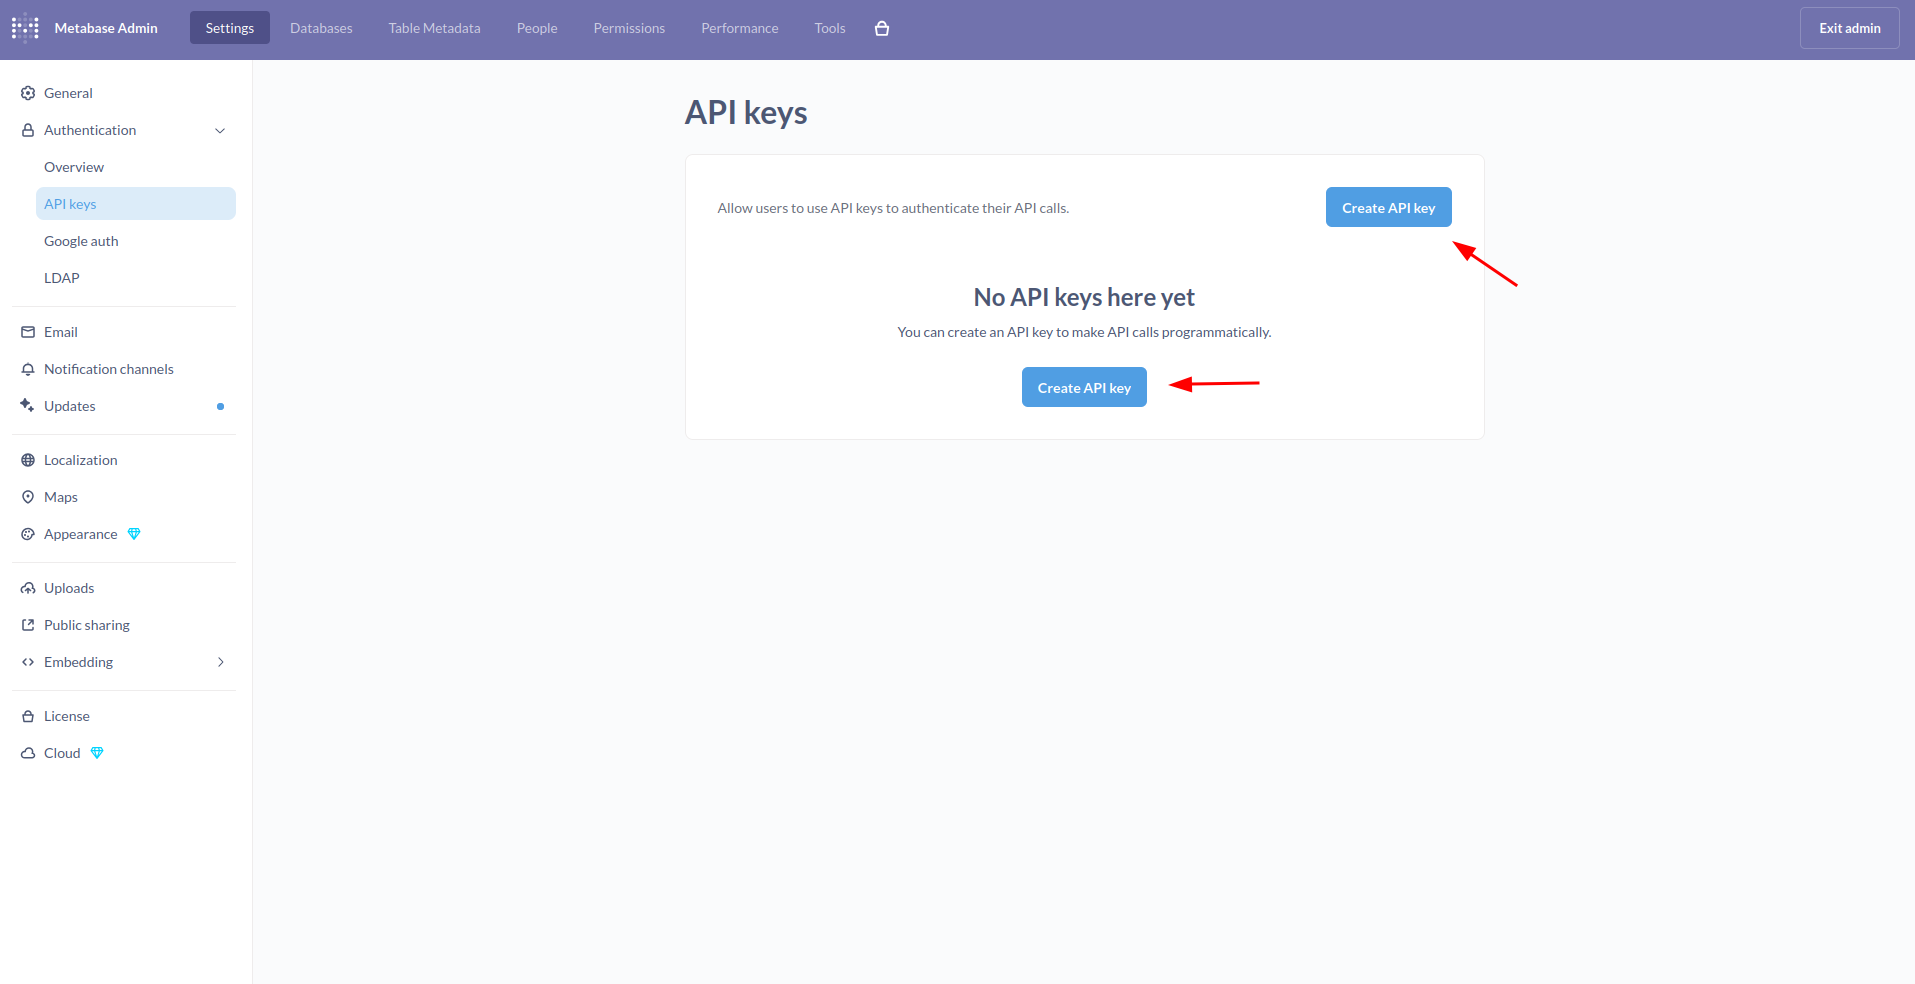 Metabase Admin
Settings
Databases
Table Metadata
People
Permissions
Performance
Tools
Exit admin
General
Authentication
Overview
API keys
Google auth
LDAP
Email
Notification channels
Updates
Localization
Maps
Appearance
Uploads
Public sharing
Embedding
License
Cloud
API keys
Allow users to use API keys to authenticate their API calls.
Create API key
No API keys here yet
You can create an API key to make API calls programmatically.
Create API key